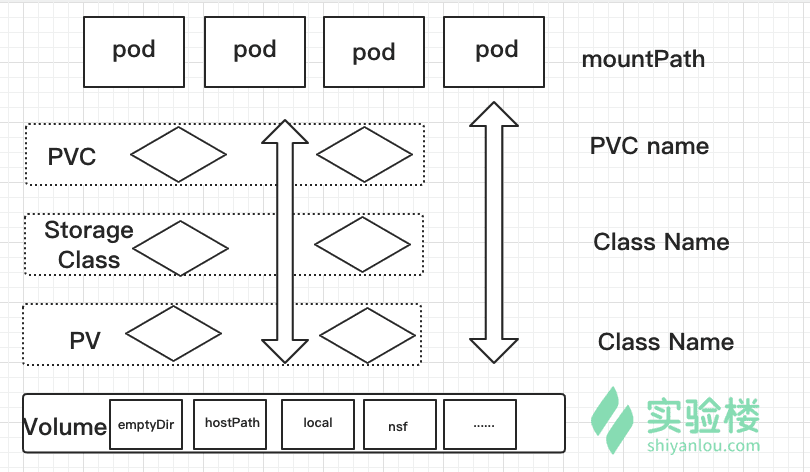 pod pod pod pod mountPath
PVC PVC name
Storage
Class Class Name
PV Class Name
Volume emptyDir hostPath local nsf ......
实验楼
shiyanlou.com